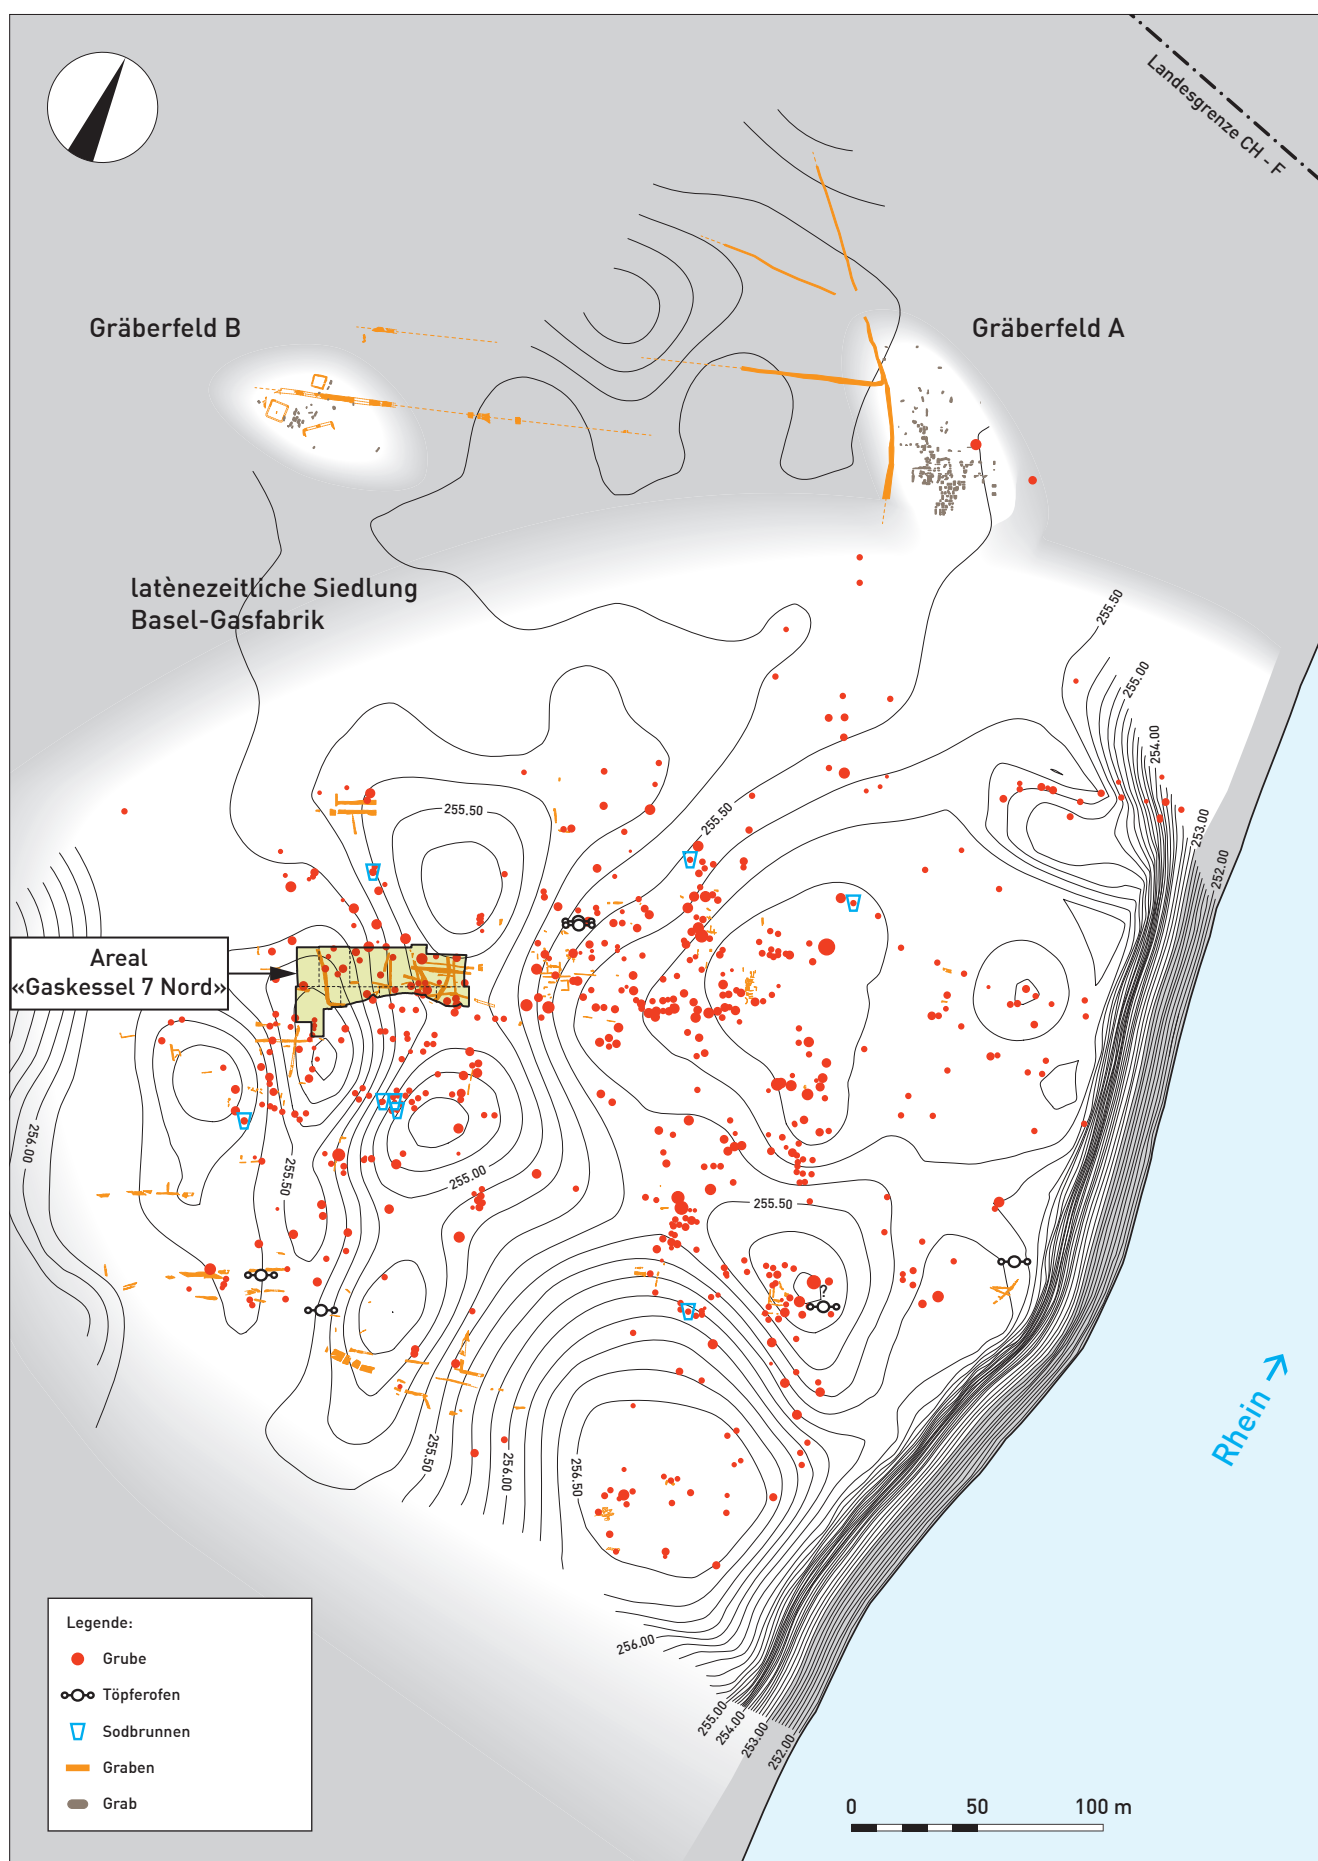 Landesgrenze CH - F
Gräberfeld B
Gräberfeld A
latènezeitliche Siedlung
Basel-Gasfabrik
255.50
255.00
254.00
253.00
252.00
255.50
255.50
Areal
«Gaskessel 7 Nord»
256.00
255.50
255.00
255.50
?
Rhein
255.50
256.00
256.50
256.00
255.00
254.00
253.00
252.00
Legende:
Grube
Töpferofen
Sodbrunnen
Graben
Grab
0 50 100 m